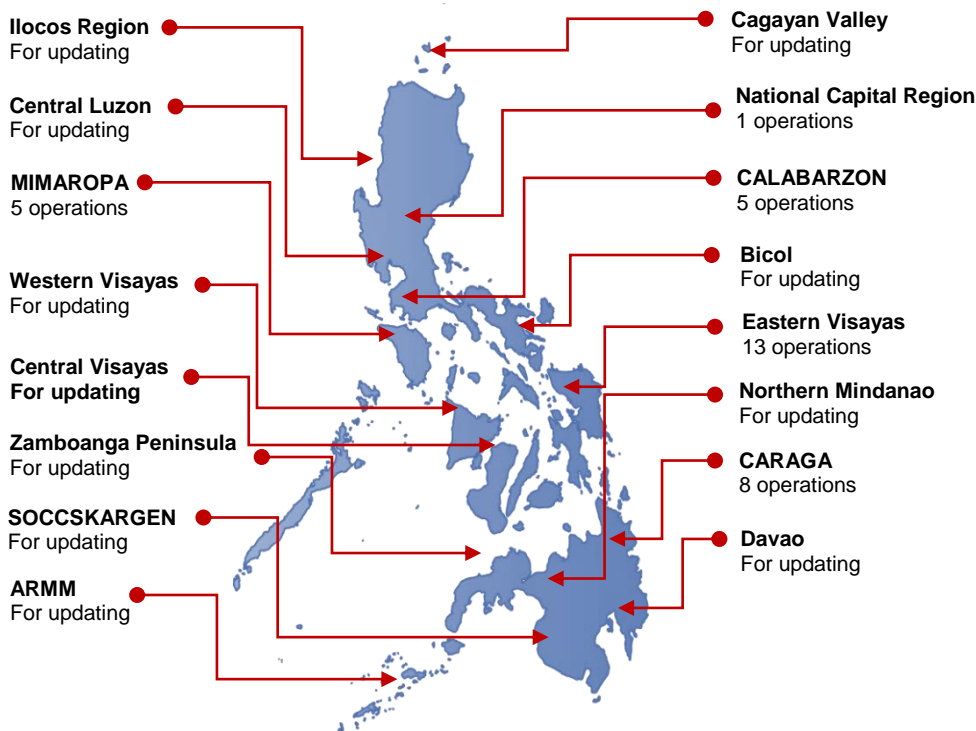 Ilocos Region
For updating
Central Luzon
For updating
MIMAROPA
5 operations
Western Visayas
For updating
Central Visayas
For updating
Zamboanga Peninsula
For updating
SOCCSKARGEN
For updating
ARMM
For updating
Cagayan Valley
For updating
National Capital Region
1 operations
CALABARZON
5 operations
Bicol
For updating
Eastern Visayas
13 operations
Northern Mindanao
For updating
CARAGA
8 operations
Davao
For updating